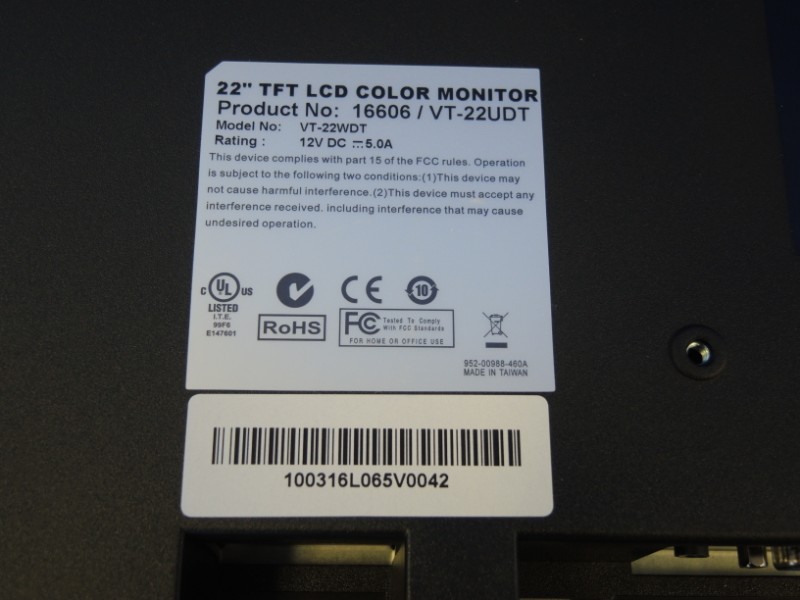 22" TFT LCD COLOR MONITOR
Product No: 16606 / VT-22UDT
Model No: VT-22WDT
Rating : 12V DC ⎓5.0A
This device complies with part 15 of the FCC rules. Operation
is subject to the following two conditions:(1)This device may
not cause harmful interference.(2)This device must accept any
interference received. including interference that may cause
undesired operation.
C UL US
LISTED
I.T.E.
99F8
E147601
CE
10
RoHS
FC Tested To Comply
With FCC Standards
FOR HOME OR OFFICE USE
952-00988-460A
MADE IN TAIWAN
100316L065V0042